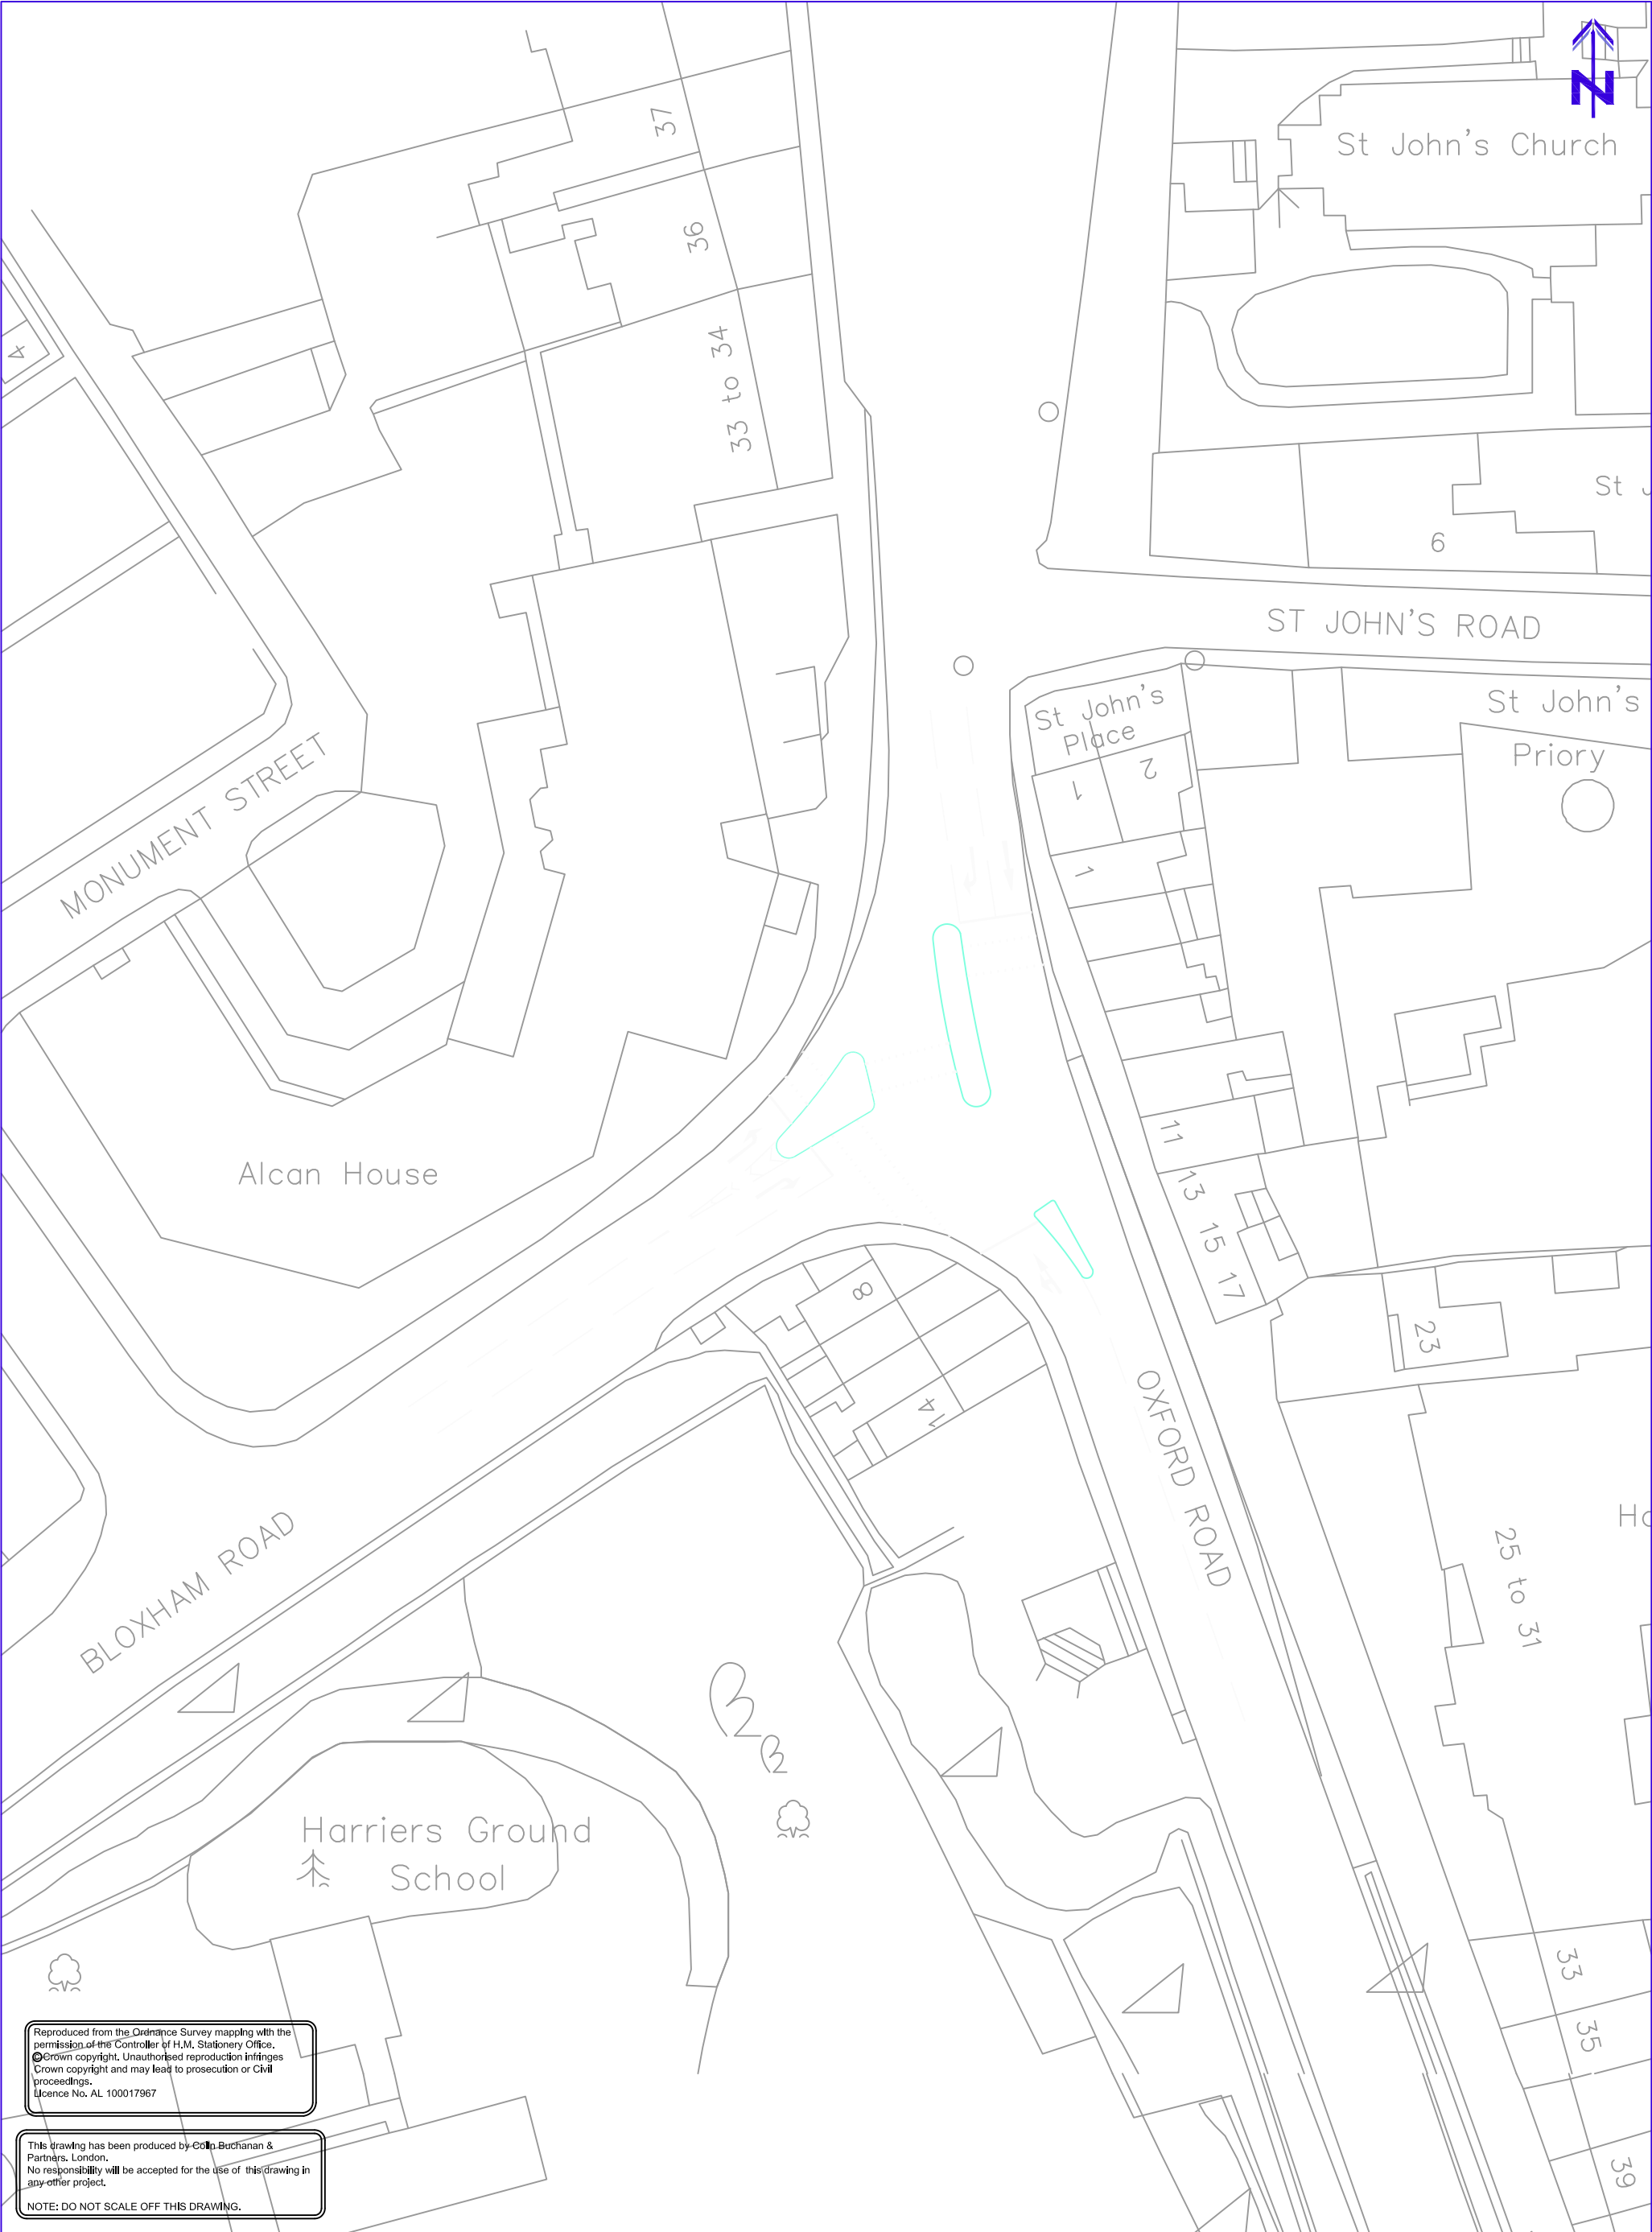 N
37
St John's Church
36
4
33 to 34
St J
9
ST JOHN'S ROAD
St John's
Place
St John's
Priory
1
2
MONUMENT STREET
1
Alcan House
11
13
15
17
8
23
14
OXFORD ROAD
BLOXHAM ROAD
Ho
25 to 31
Harriers Ground
School
33
35
39
Reproduced from the Ordnance Survey mapping with the
permission of the Controller of H.M. Stationery Office.
©Crown copyright. Unauthorised reproduction infringes
Crown copyright and may lead to prosecution or Civil
proceedings.
Licence No. AL 100017967
This drawing has been produced by Colin Buchanan &
Partners. London.
No responsibility will be accepted for the use of this drawing in
any other project.
NOTE: DO NOT SCALE OFF THIS DRAWING.